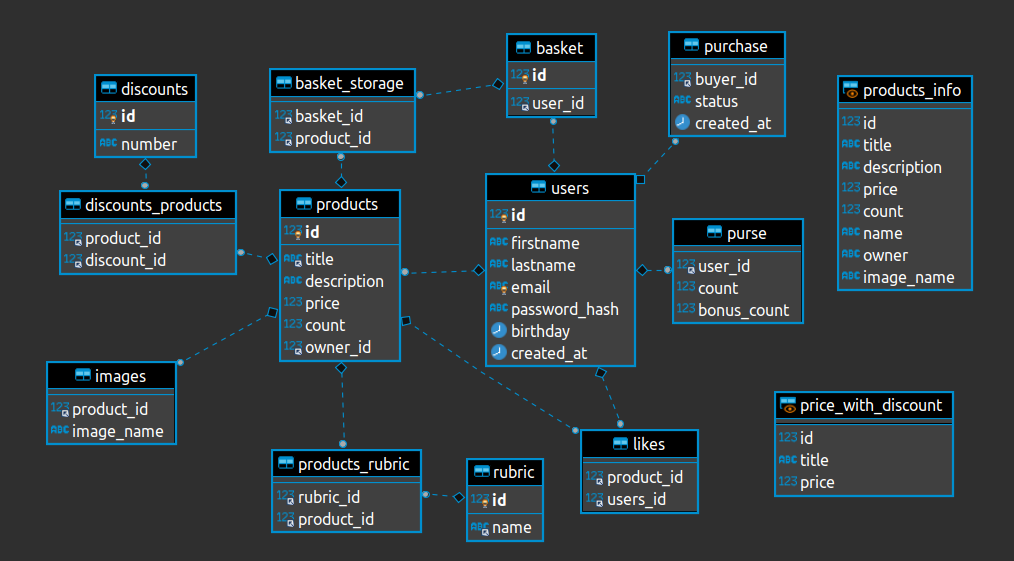 discounts
123 id
ABC number
basket_storage
123 basket_id
123 product_id
basket
123 id
123 user_id
purchase
123 buyer_id
ABC status
created_at
products_info
123 id
ABC title
ABC description
123 price
123 count
ABC name
ABC owner
ABC image_name
discounts_products
123 product_id
123 discount_id
products
123 id
123 title
ABC description
123 price
123 count
123 owner_id
users
123 id
ABC firstname
ABC lastname
ABC email
ABC password_hash
birthday
created_at
purse
123 user_id
123 count
123 bonus_count
images
123 product_id
ABC image_name
products_rubric
123 rubric_id
123 product_id
rubric
123 id
ABC name
likes
123 product_id
123 users_id
price_with_discount
123 id
ABC title
123 price